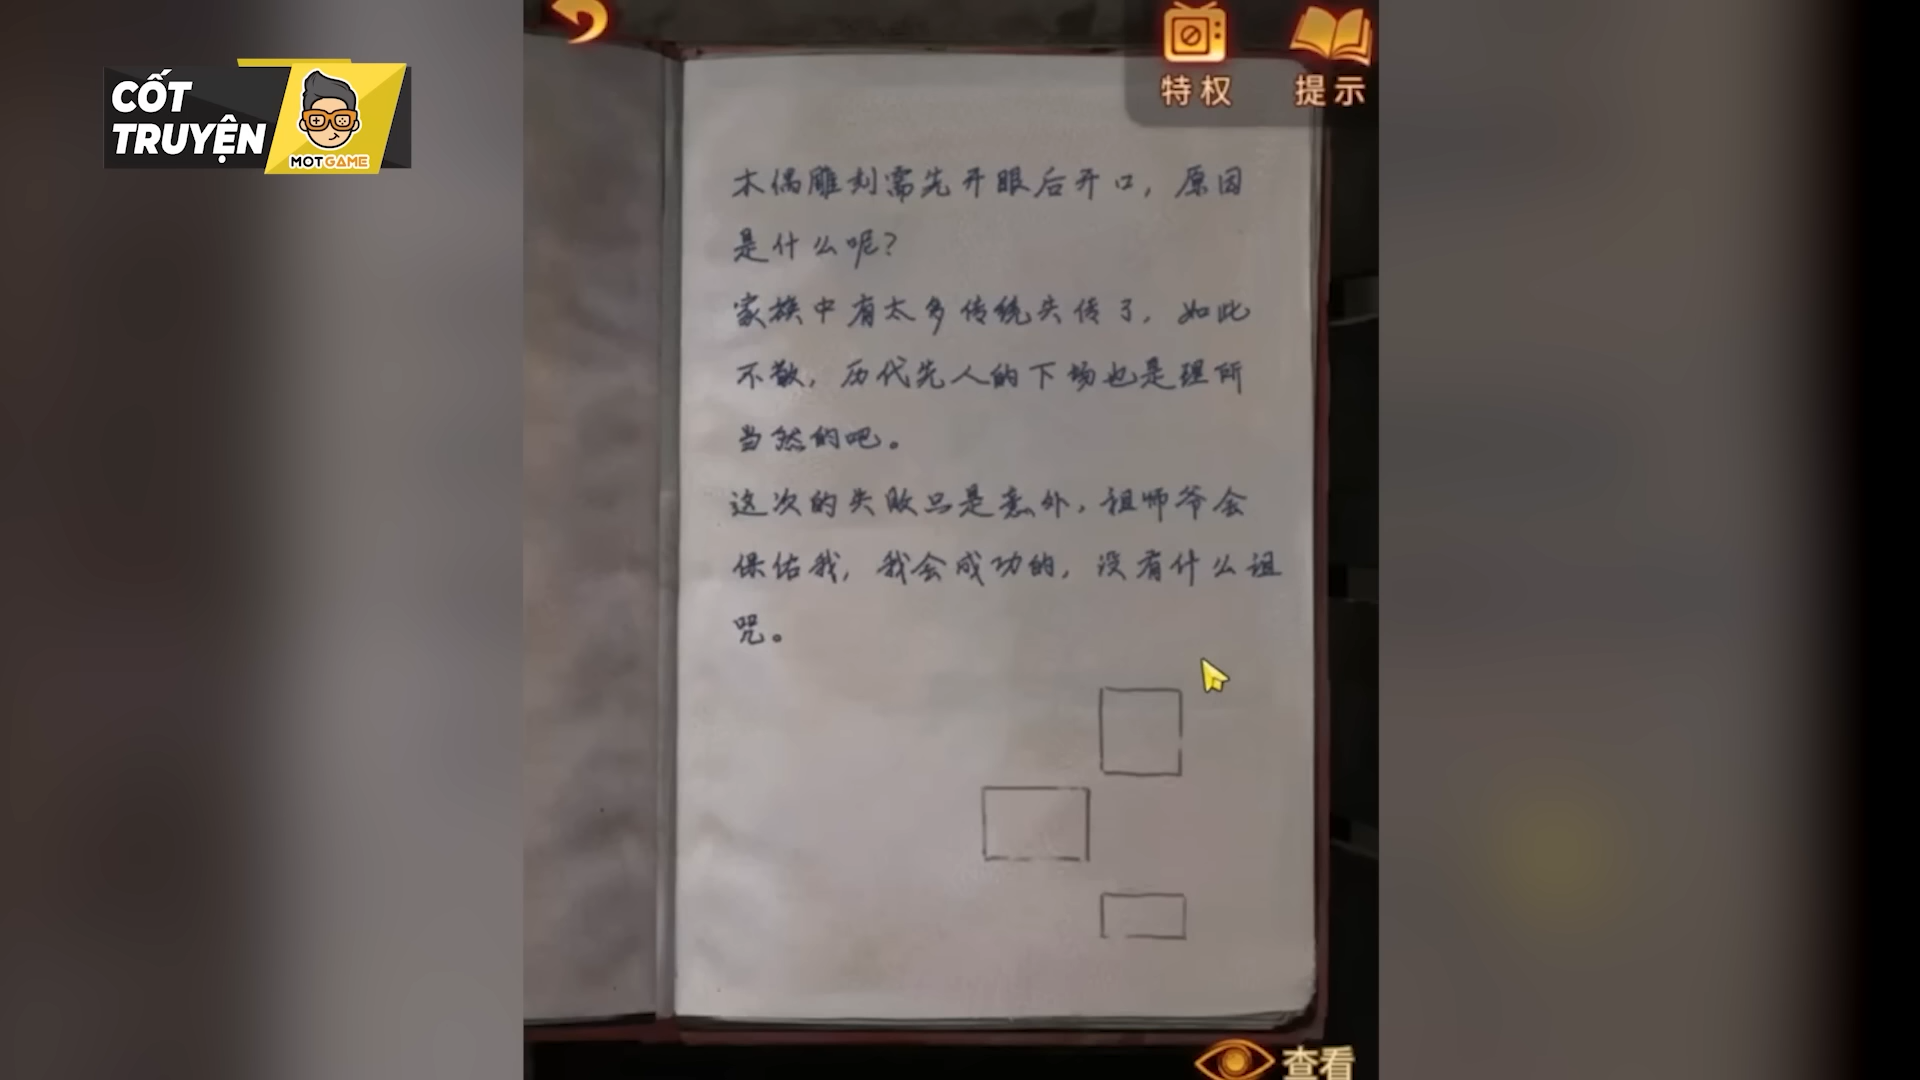 CỐT
TRUYỆN
MOTGAME
特权
提示
木偶雕刻需先开眼后开口，原因
是什么呢？
家族中有太多传统失传了，如此
不敬，历代先人的下场也是理所
当然的吧。
这次的失败只是意外，祖师爷会
保佑我，我会成功的，没有什么诅
咒。
查看